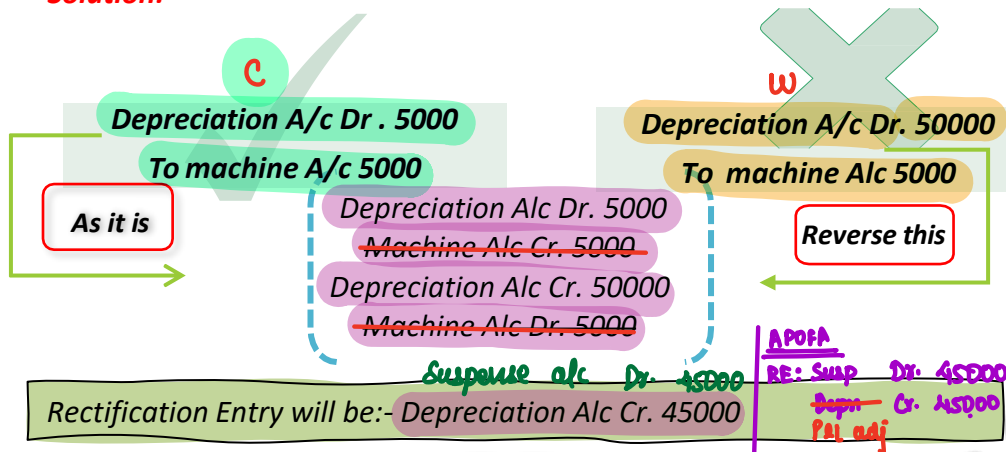 Solution:
C
W
Depreciation A/c Dr . 5000
Depreciation A/c Dr. 50000
To machine A/c 5000
To machine Alc 5000
As it is
Depreciation Alc Dr. 5000
Machine Alc Cr. 5000
Depreciation Alc Cr. 50000
Machine Alc Dr. 5000
Reverse this
Suspense a/c Dr. 45000
Rectification Entry will be:- Depreciation Alc Cr. 45000
APOFA
RE: Susp Dr. 45000
Depn Cr. 45000
P&L adj